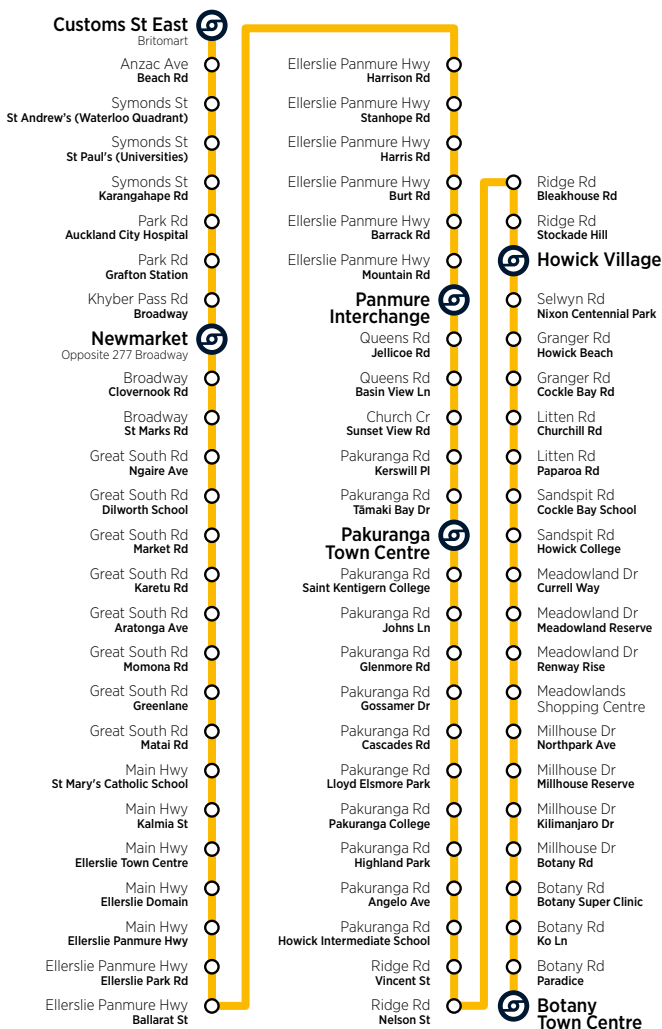 Customs St East
Britomart
Anzac Ave
Beach Rd
Symonds St
St Andrew's (Waterloo Quadrant)
Symonds St
St Paul's (Universities)
Symonds St
Karangahape Rd
Park Rd
Auckland City Hospital
Park Rd
Grafton Station
Khyber Pass Rd
Broadway
Newmarket
Opposite 277 Broadway
Broadway
Clovernook Rd
Broadway
St Marks Rd
Great South Rd
Ngaire Ave
Great South Rd
Dilworth School
Great South Rd
Market Rd
Great South Rd
Karetu Rd
Great South Rd
Aratonga Ave
Great South Rd
Momona Rd
Great South Rd
Greenlane
Great South Rd
Matai Rd
Main Hwy
St Mary's Catholic School
Main Hwy
Kalmia St
Main Hwy
Ellerslie Town Centre
Main Hwy
Ellerslie Domain
Main Hwy
Ellerslie Panmure Hwy
Ellerslie Panmure Hwy
Ellerslie Park Rd
Ellerslie Panmure Hwy
Ballarat St
Ellerslie Panmure Hwy
Harrison Rd
Ellerslie Panmure Hwy
Stanhope Rd
Ellerslie Panmure Hwy
Harris Rd
Ellerslie Panmure Hwy
Burt Rd
Ellerslie Panmure Hwy
Barrack Rd
Ellerslie Panmure Hwy
Mountain Rd
Panmure
Interchange
Queens Rd
Jellicoe Rd
Queens Rd
Basin View Ln
Church Cr
Sunset View Rd
Pakuranga Rd
Kerswill Pl
Pakuranga Rd
Tāmaki Bay Dr
Pakuranga
Town Centre
Pakuranga Rd
Saint Kentigern College
Pakuranga Rd
Johns Ln
Pakuranga Rd
Glenmore Rd
Pakuranga Rd
Gossamer Dr
Pakuranga Rd
Cascades Rd
Pakurange Rd
Lloyd Elsmore Park
Pakuranga Rd
Pakuranga College
Pakuranga Rd
Highland Park
Pakuranga Rd
Angelo Ave
Pakuranga Rd
Howick Intermediate School
Ridge Rd
Vincent St
Ridge Rd
Nelson St
Ridge Rd
Bleakhouse Rd
Ridge Rd
Stockade Hill
Howick Village
Selwyn Rd
Nixon Centennial Park
Granger Rd
Howick Beach
Granger Rd
Cockle Bay Rd
Litten Rd
Churchill Rd
Litten Rd
Paparoa Rd
Sandspit Rd
Cockle Bay School
Sandspit Rd
Howick College
Meadowland Dr
Currell Way
Meadowland Dr
Meadowland Reserve
Meadowland Dr
Renway Rise
Meadowlands
Shopping Centre
Millhouse Dr
Northpark Ave
Millhouse Dr
Millhouse Reserve
Millhouse Dr
Kilimanjaro Dr
Millhouse Dr
Botany Rd
Botany Rd
Botany Super Clinic
Botany Rd
Ko Ln
Botany Rd
Paradice
Botany
Town Centre